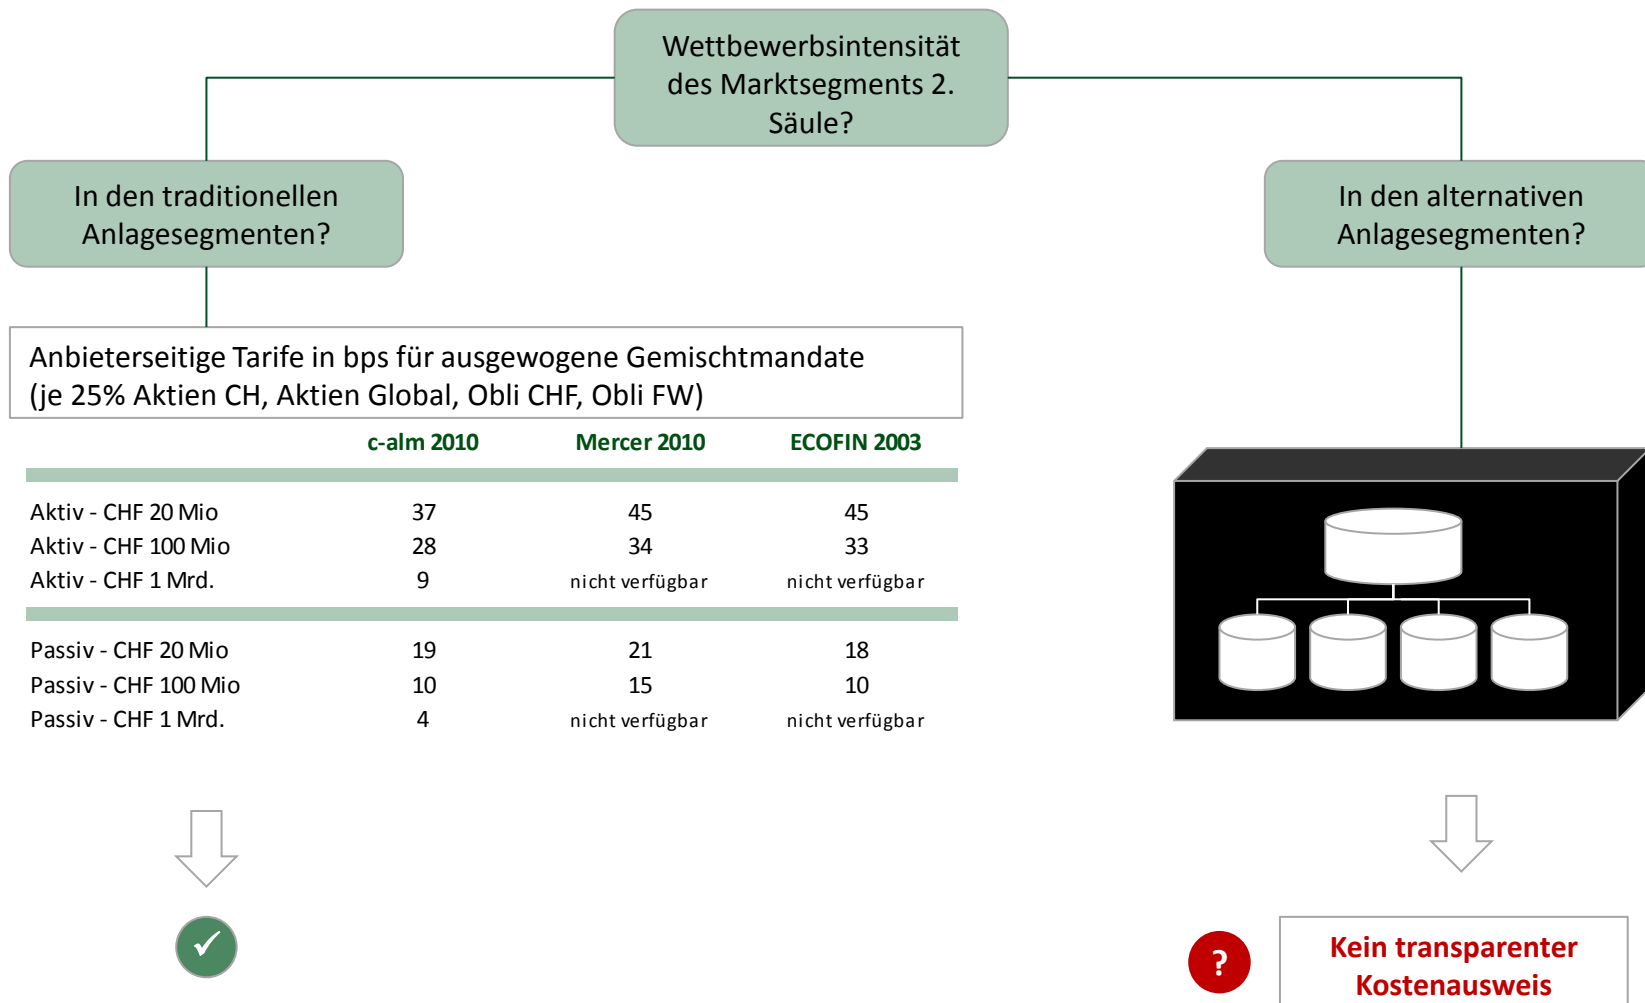 Wettbewerbsintensität
des Marktsegments 2.
Säule?
In den traditionellen
Anlagesegmenten?
In den alternativen
Anlagesegmenten?
Anbieterseitige Tarife in bps für ausgewogene Gemischtmandate
(je 25% Aktien CH, Aktien Global, Obli CHF, Obli FW)
c-alm 2010 Mercer 2010 ECOFIN 2003
Aktiv - CHF 20 Mio 37 45 45
Aktiv - CHF 100 Mio 28 34 33
Aktiv - CHF 1 Mrd. 9 nicht verfügbar nicht verfügbar
Passiv - CHF 20 Mio 19 21 18
Passiv - CHF 100 Mio 10 15 10
Passiv - CHF 1 Mrd. 4 nicht verfügbar nicht verfügbar
?
Kein transparenter
Kostenausweis